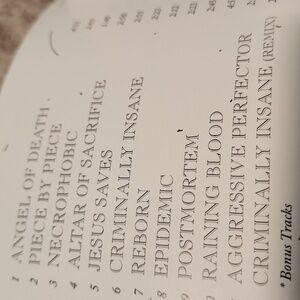 1 ANGEL OF DEATH
2 PIECE BY PIECE
3 NECROPHOBIC
4 ALTAR OF SACRIFICE
5 JESUS SAVES
6 CRIMINALLY INSANE
7 REBORN
8 EPIDEMIC
9 POSTMORTEM
RAINING BLOOD
AGGRESSIVE PERFECTOR
CRIMINALLY INSANE (REMIX)
* Bonus Tracks